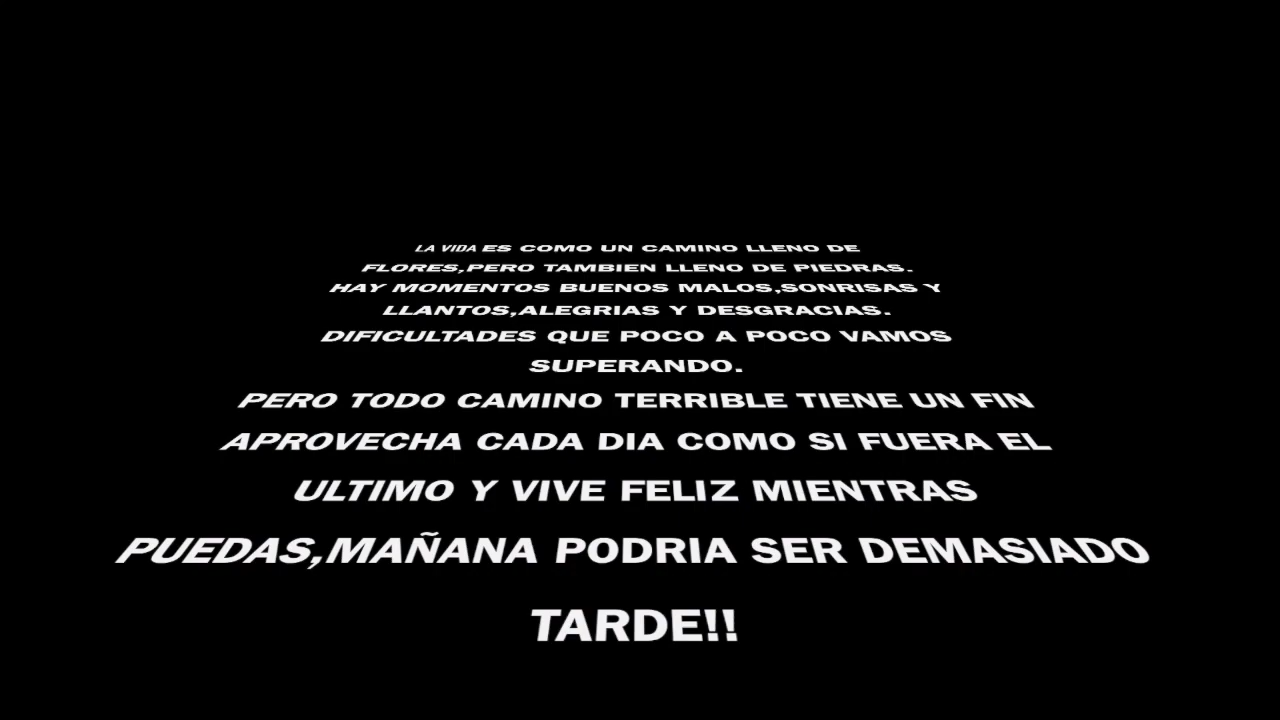 LA VIDA ES COMO UN CAMINO LLENO DE
FLORES,PERO TAMBIEN LLENO DE PIEDRAS.
HAY MOMENTOS BUENOS MALOS,SONRISAS Y
LLANTOS,ALEGRIAS Y DESGRACIAS.
DIFICULTADES QUE POCO A POCO VAMOS
SUPERANDO.
PERO TODO CAMINO TERRIBLE TIENE UN FIN
APROVECHA CADA DIA COMO SI FUERA EL
ULTIMO Y VIVE FELIZ MIENTRAS
PUEDAS,MAÑANA PODRIA SER DEMASIADO
TARDE!!